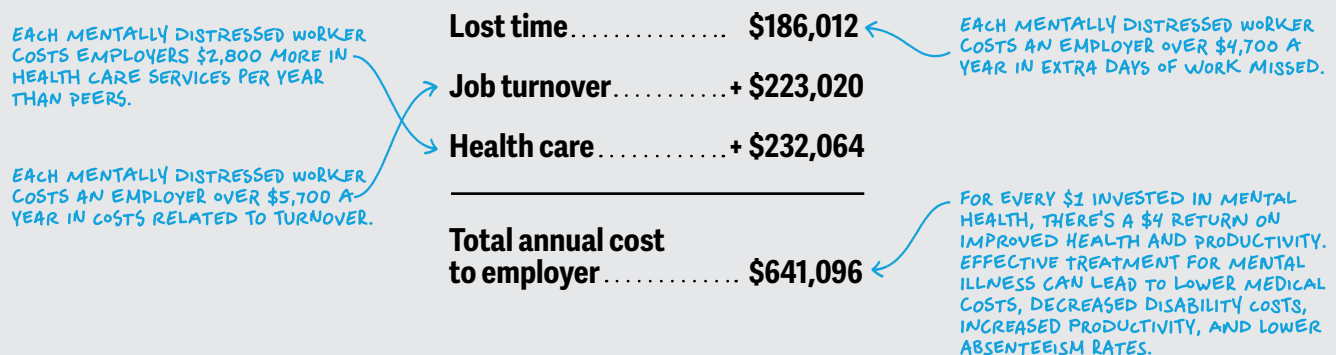 EACH MENTALLY DISTRESSED WORKER
COSTS EMPLOYERS $2,800 MORE IN
HEALTH CARE SERVICES PER YEAR
THAN PEERS.
EACH MENTALLY DISTRESSED WORKER
COSTS AN EMPLOYER OVER $5,700 A
YEAR IN COSTS RELATED TO TURNOVER.
Lost time............... $186,012
Job turnover...........+ $223,020
Health care............+ $232,064
Total annual cost
to employer............. $641,096
EACH MENTALLY DISTRESSED WORKER
COSTS AN EMPLOYER OVER $4,700 A
YEAR IN EXTRA DAYS OF WORK MISSED.
FOR EVERY $1 INVESTED IN MENTAL
HEALTH, THERE'S A $4 RETURN ON
IMPROVED HEALTH AND PRODUCTIVITY.
EFFECTIVE TREATMENT FOR MENTAL
ILLNESS CAN LEAD TO LOWER MEDICAL
COSTS, DECREASED DISABILITY COSTS,
INCREASED PRODUCTIVITY, AND LOWER
ABSENTEEISM RATES.